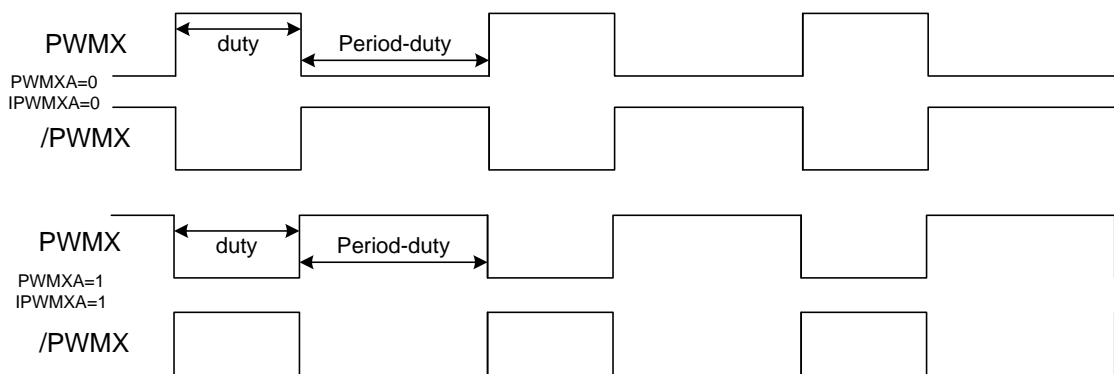 PWMX
duty
Period-duty
PWMXA=0
IPWMXA=0
/PWMX
PWMX
duty
Period-duty
PWMXA=1
IPWMXA=1
/PWMX